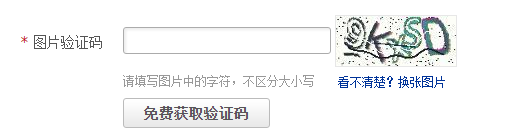 * 图片验证码
请填写图片中的字符，不区分大小写
看不清楚？换张图片
免费获取验证码